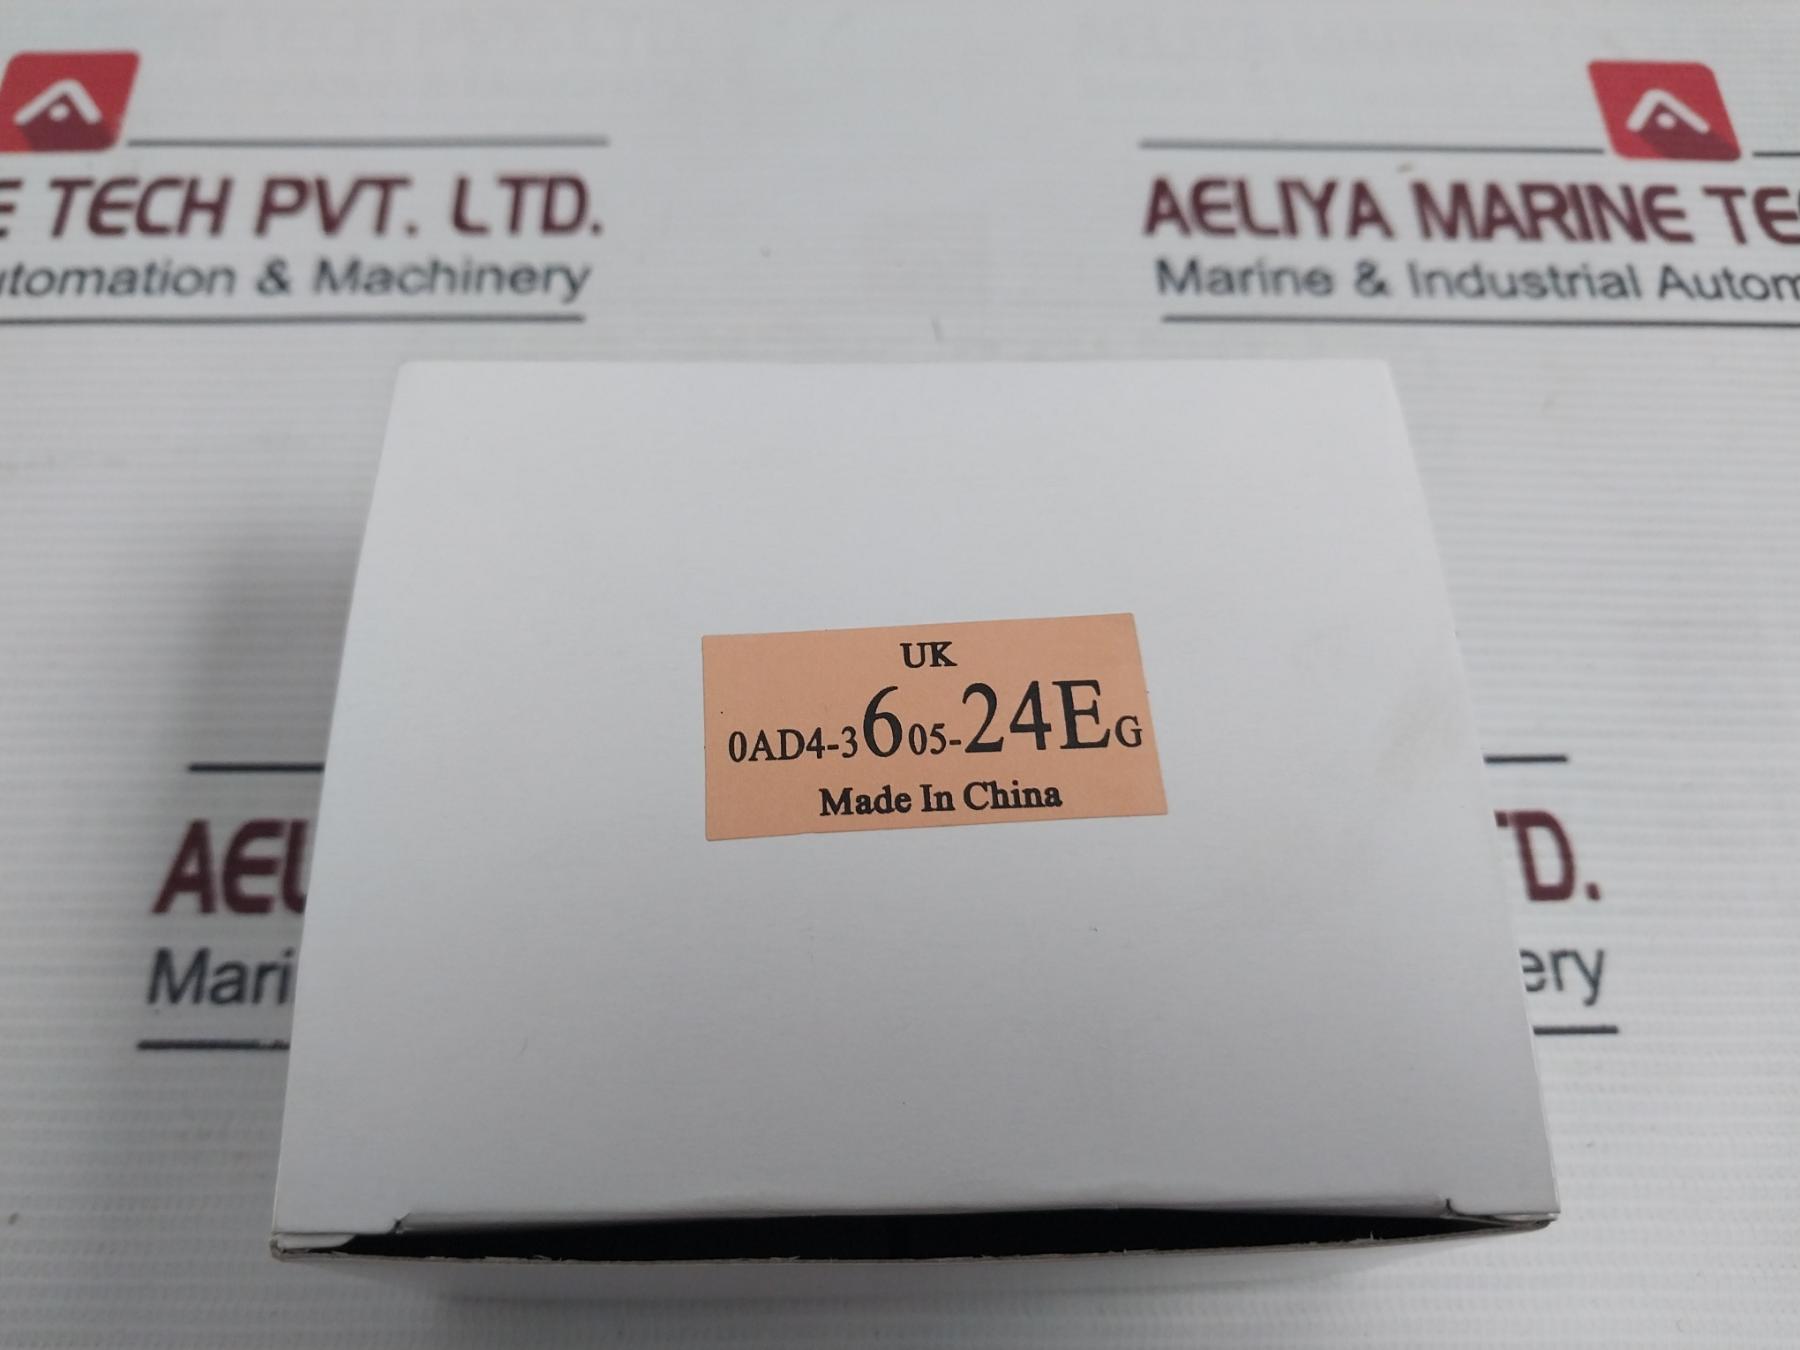 E TECH PVT. LTD.
utomation & Machinery
AELIYA MARINE TE
Marine & Industrial Autom
UK
0AD4-3605-24EG
Made In China
AEL
Mari
TD.
ery